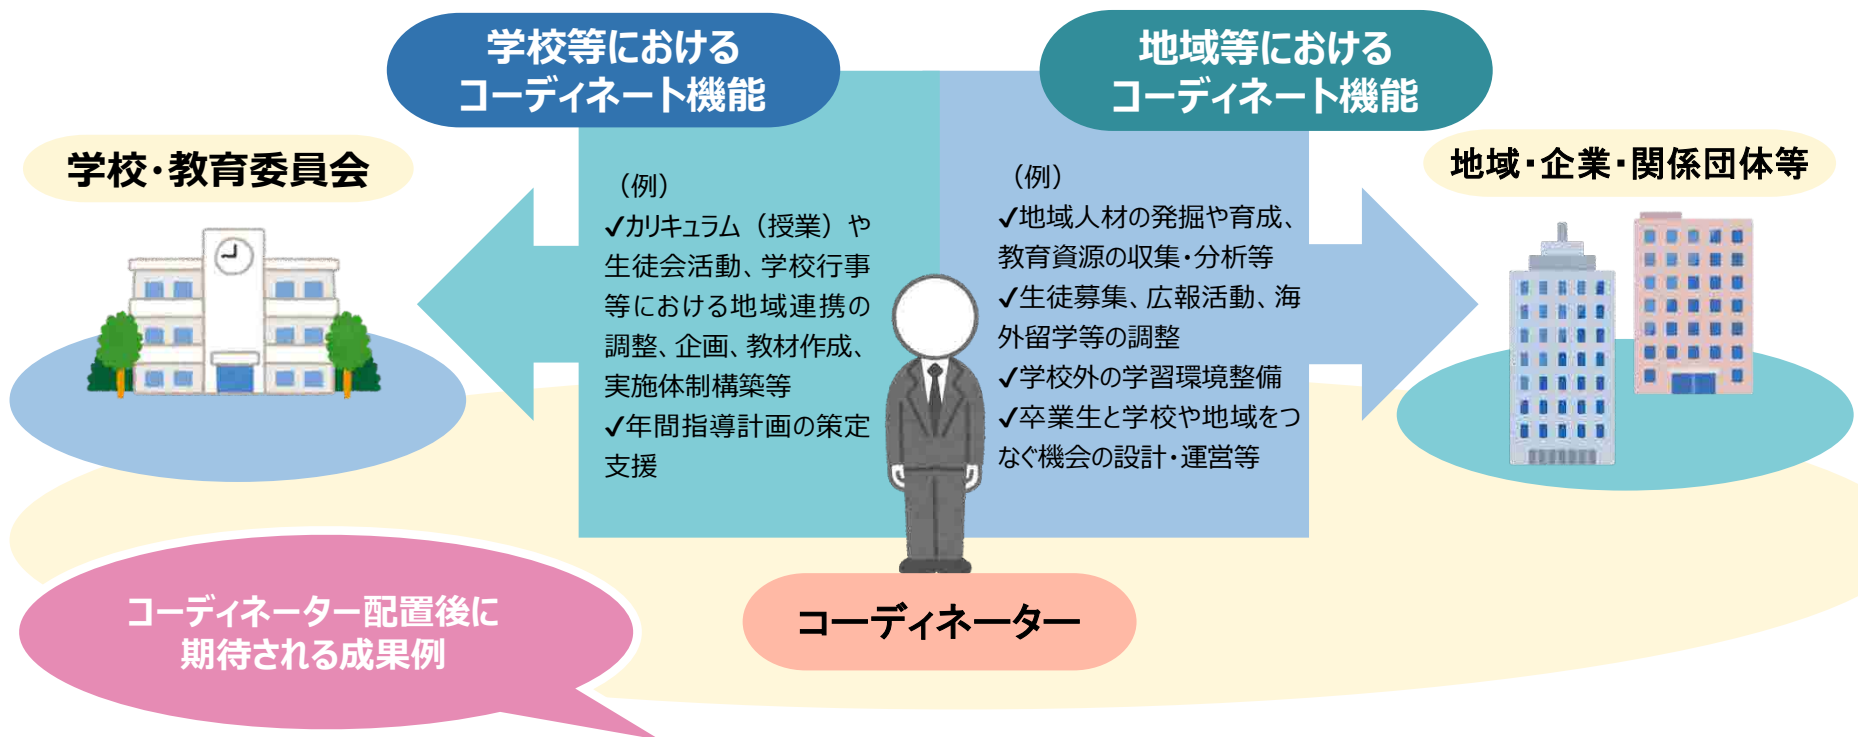 学校等における
コーディネート機能
地域等における
コーディネート機能
学校・教育委員会
地域・企業・関係団体等
（例）
✓カリキュラム（授業）や
生徒会活動、学校行事
等における地域連携の
調整、企画、教材作成、
実施体制構築等
✓年間指導計画の策定
支援
（例）
✓地域人材の発掘や育成、
教育資源の収集・分析等
✓生徒募集、広報活動、海
外留学等の調整
✓学校外の学習環境整備
✓卒業生と学校や地域をつ
なぐ機会の設計・運営等
コーディネーター
コーディネーター配置後に
期待される成果例